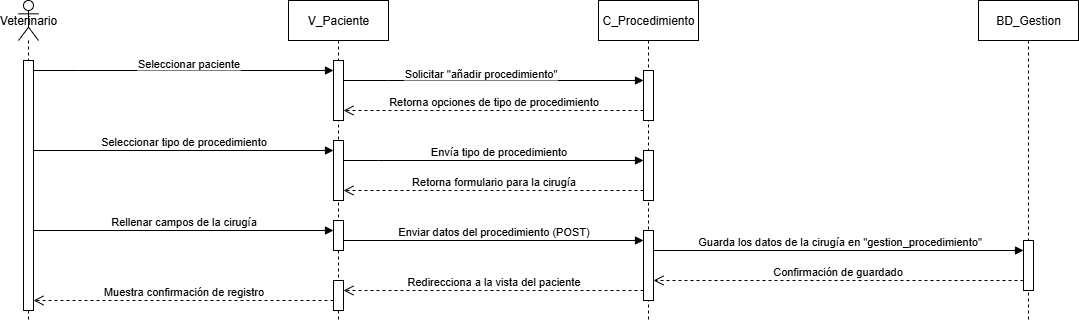 Veterinario
V_Paciente
C_Procedimiento
BD_Gestion
Seleccionar paciente
Solicitar "añadir procedimiento"
Retorna opciones de tipo de procedimiento
Seleccionar tipo de procedimiento
Envía tipo de procedimiento
Retorna formulario para la cirugía
Rellenar campos de la cirugía
Enviar datos del procedimiento (POST)
Guarda los datos de la cirugía en "gestion_procedimiento"
Confirmación de guardado
Redirecciona a la vista del paciente
Muestra confirmación de registro